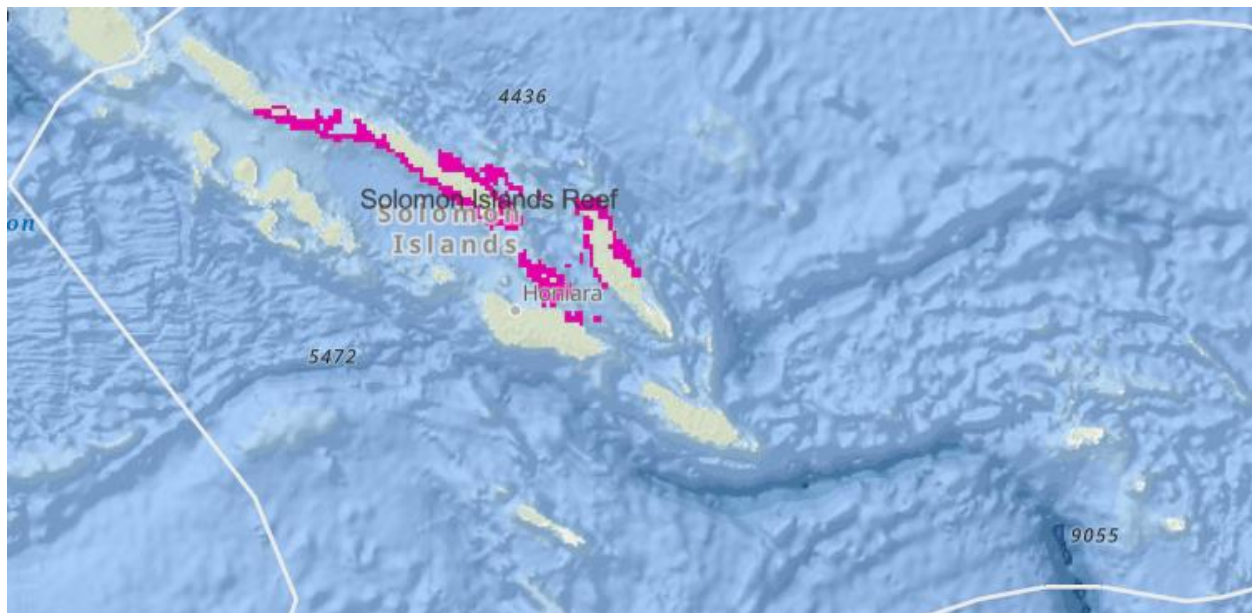 4436
Solomon Islands Reef
Solomon
Islands
on
Honiara
5472
9055